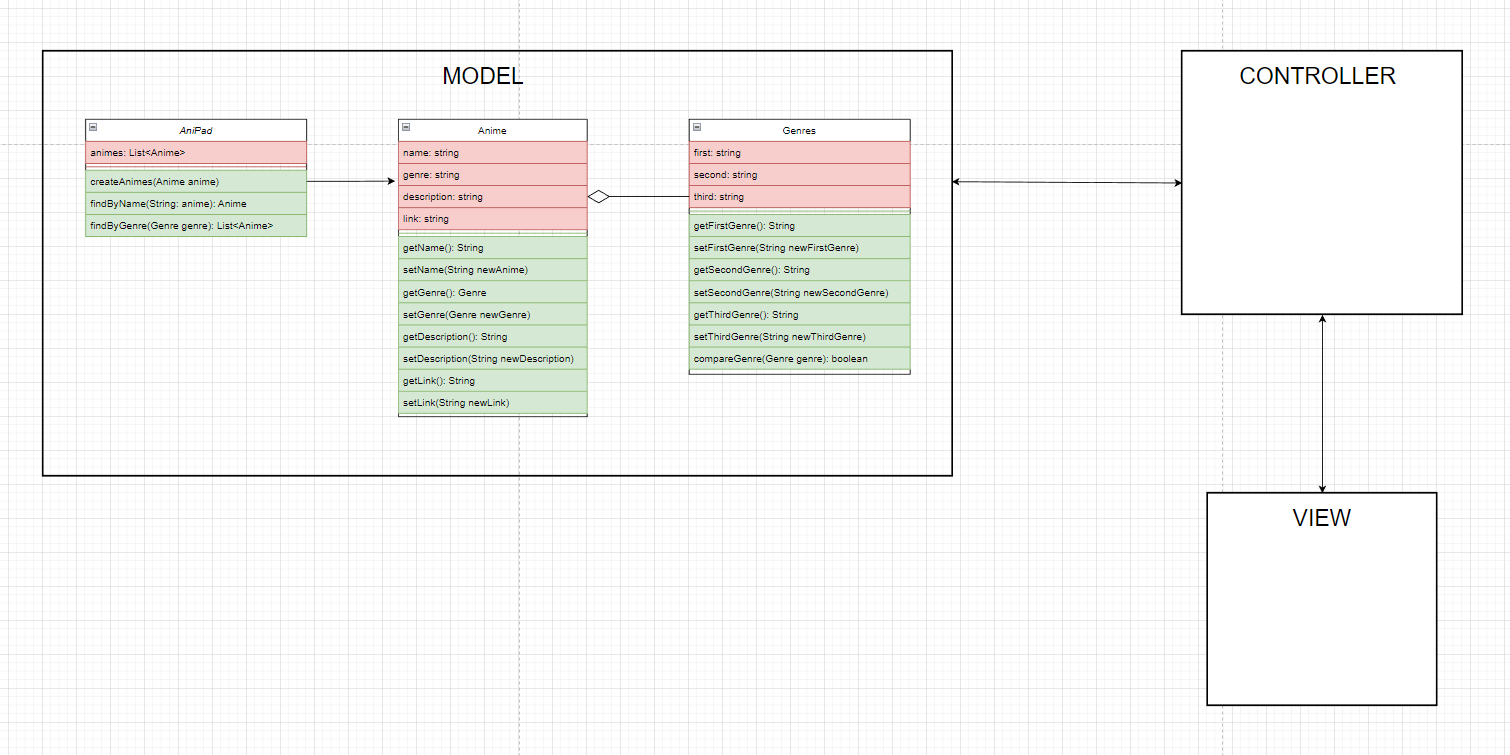 MODEL
AniPad
animes: List<Anime>
createAnimes(Anime anime)
findByName(String: anime): Anime
findByGenre(Genre genre): List<Anime>
Anime
name: string
genre: string
description: string
link: string
getName(): String
setName(String newAnime)
getGenre(): Genre
setGenre(Genre newGenre)
getDescription(): String
setDescription(String newDescription)
getLink(): String
setLink(String newLink)
Genres
first: string
second: string
third: string
getFirstGenre(): String
setFirstGenre(String newFirstGenre)
getSecondGenre(): String
setSecondGenre(String newSecondGenre)
getThirdGenre(): String
setThirdGenre(String newThirdGenre)
compareGenre(Genre genre): boolean
CONTROLLER
VIEW